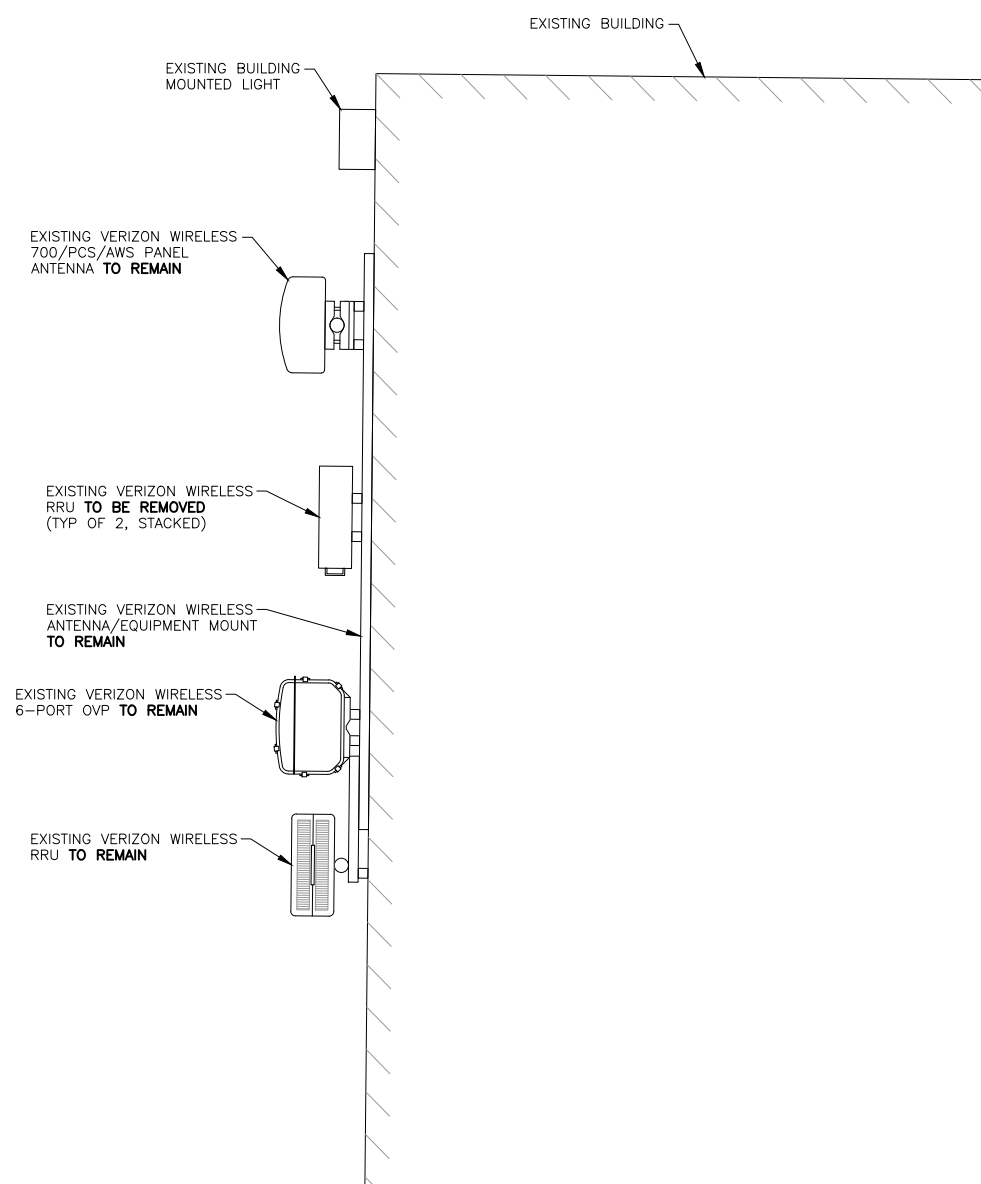 EXISTING BUILDING
EXISTING BUILDING
MOUNTED LIGHT
EXISTING VERIZON WIRELESS
700/PCS/AWS PANEL
ANTENNA TO REMAIN
EXISTING VERIZON WIRELESS
RRU TO BE REMOVED
(TYP OF 2, STACKED)
EXISTING VERIZON WIRELESS
ANTENNA/EQUIPMENT MOUNT
TO REMAIN
EXISTING VERIZON WIRELESS
6-PORT OVP TO REMAIN
EXISTING VERIZON WIRELESS
RRU TO REMAIN